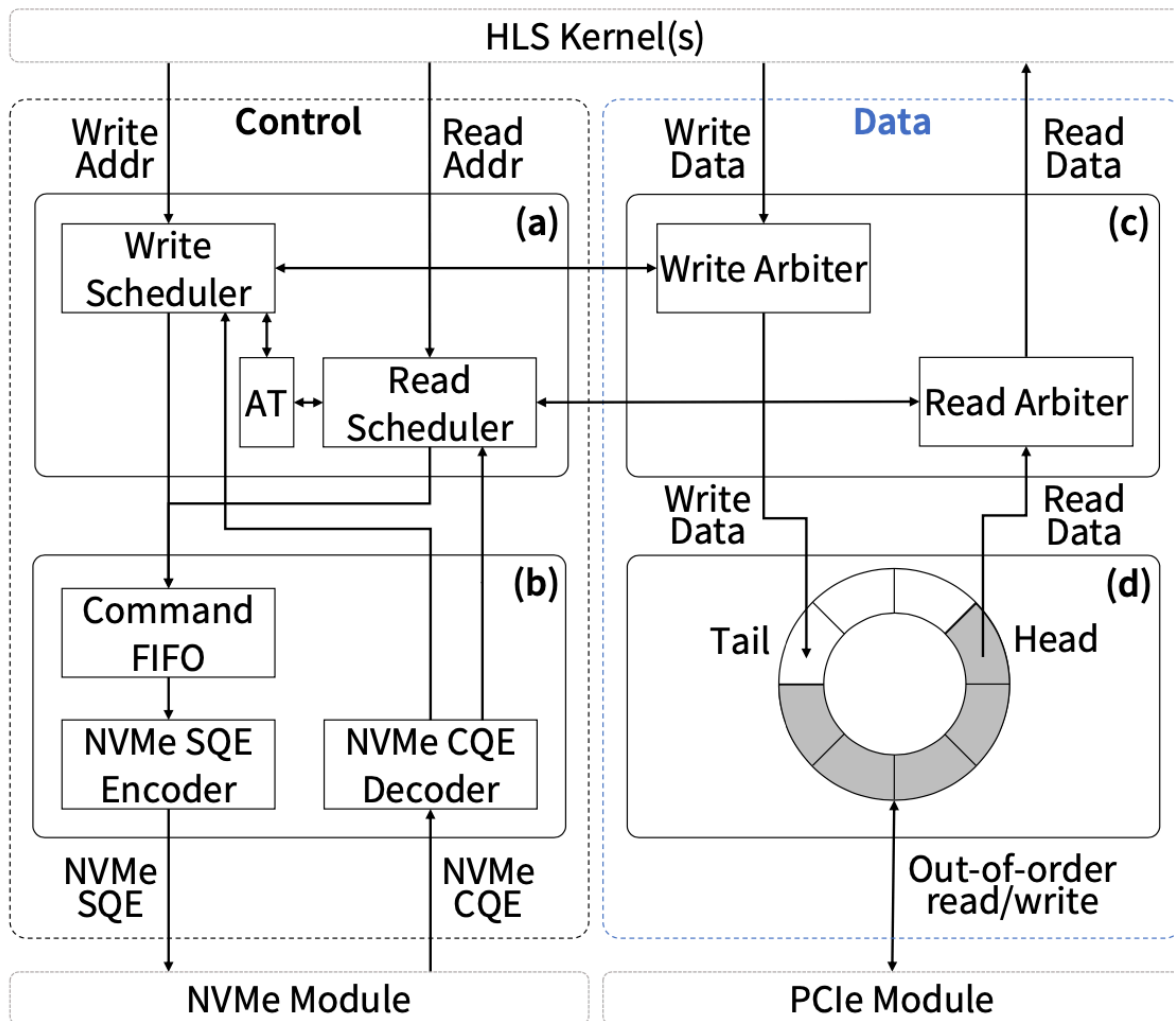 HLS Kernel(s)
Control
Data
Write
Addr
Read
Addr
Write
Data
Read
Data
(a)
(c)
Write
Scheduler
Write Arbiter
AT
Read
Scheduler
Read Arbiter
Write
Data
Read
Data
(b)
(d)
Command
FIFO
Tail
Head
NVMe SQE
Encoder
NVMe CQE
Decoder
NVMe
SQE
NVMe
CQE
Out-of-order
read/write
NVMe Module
PCIe Module